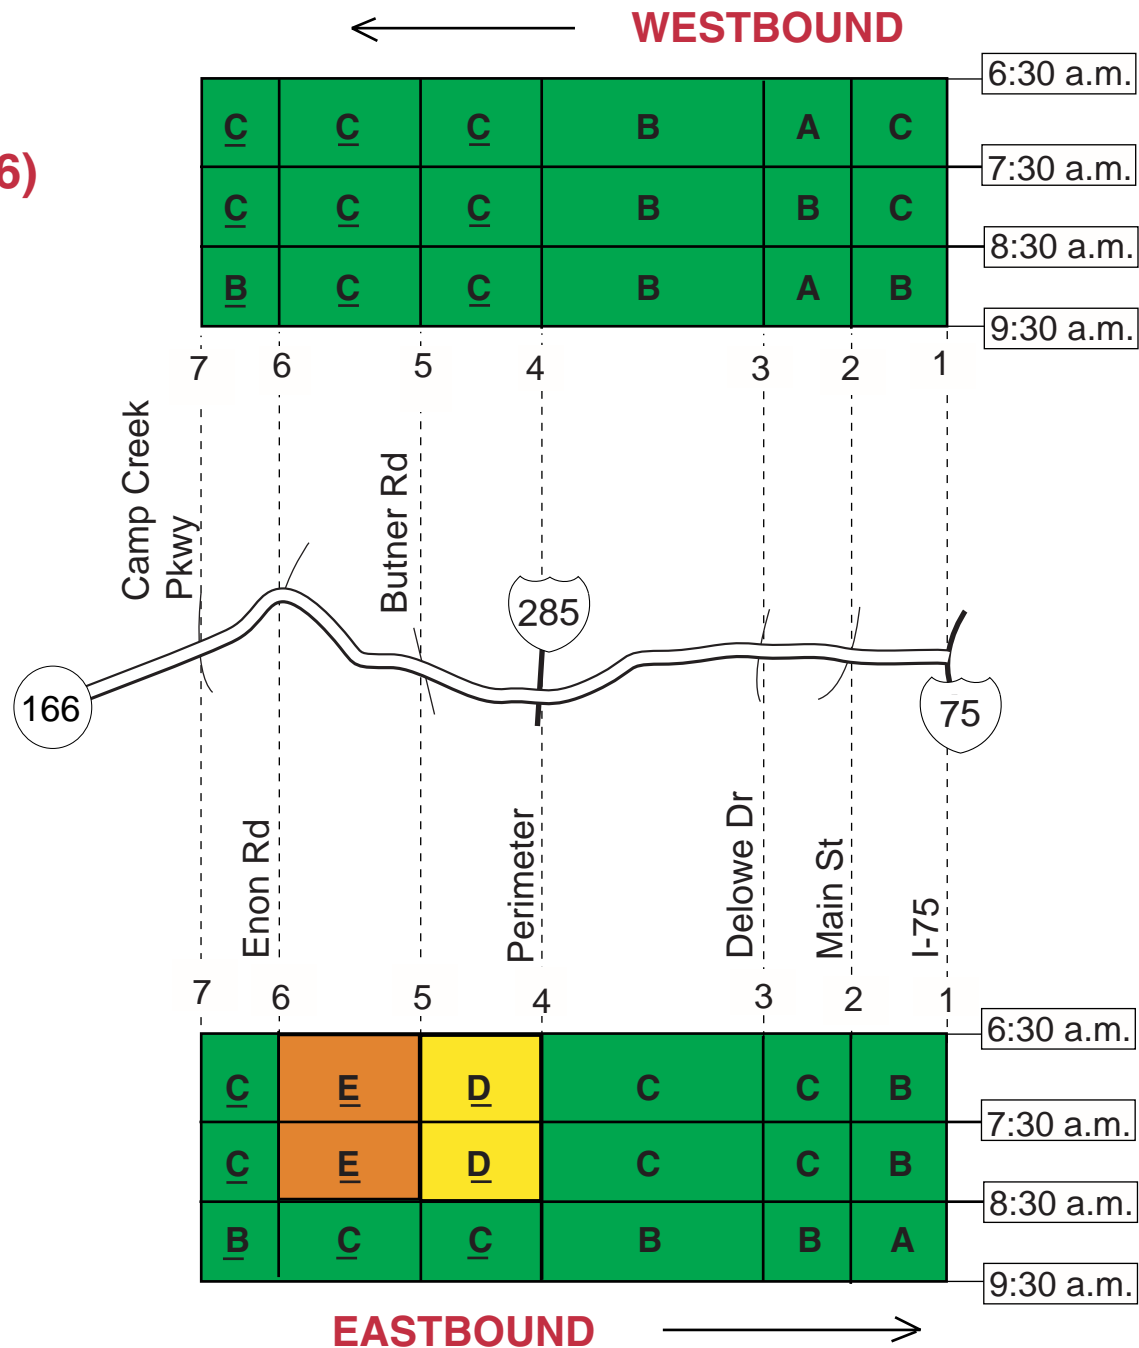 WESTBOUND
6:30 a.m.
C C C B A C
6)
7:30 a.m.
C C C B B C
8:30 a.m.
B C C B A B
9:30 a.m.
7 6 5 4 3 2 1
Camp Creek
Pkwy
Butner Rd
285
166
75
Enon Rd
Perimeter
Delowe Dr
Main St
I-75
7 6 5 4 3 2 1
6:30 a.m.
C E D C C B
7:30 a.m.
C E D C C B
8:30 a.m.
B C C B B A
9:30 a.m.
EASTBOUND